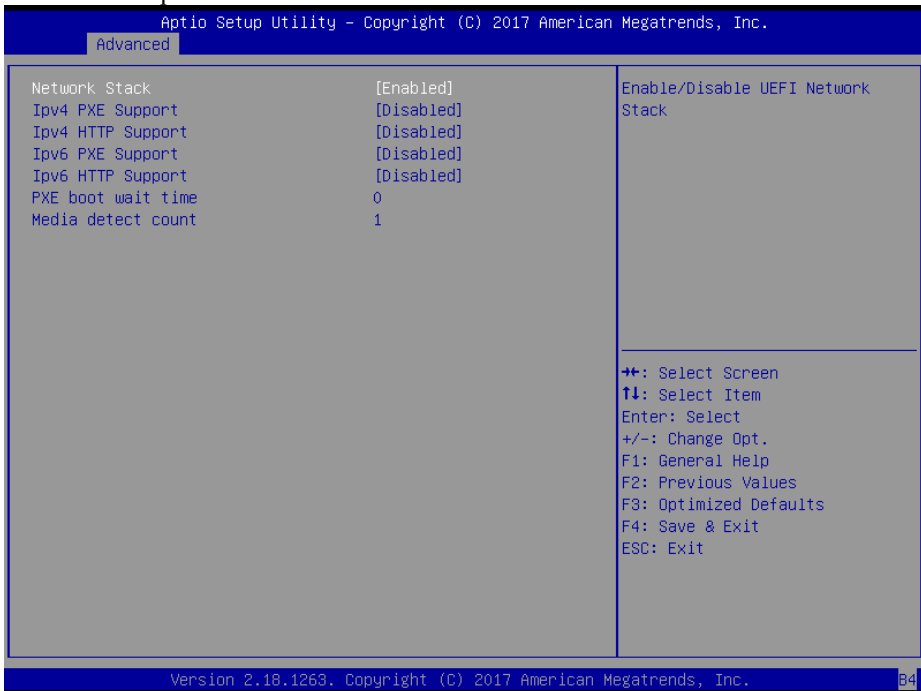 Aptio Setup Utility – Copyright (C) 2017 American Megatrends, Inc.
Advanced
Network Stack [Enabled]
Ipv4 PXE Support [Disabled]
Ipv4 HTTP Support [Disabled]
Ipv6 PXE Support [Disabled]
Ipv6 HTTP Support [Disabled]
PXE boot wait time 0
Media detect count 1
Enable/Disable UEFI Network
Stack
→←: Select Screen
↑↓: Select Item
Enter: Select
+/-: Change Opt.
F1: General Help
F2: Previous Values
F3: Optimized Defaults
F4: Save & Exit
ESC: Exit
Version 2.18.1263. Copyright (C) 2017 American Megatrends, Inc.
B4